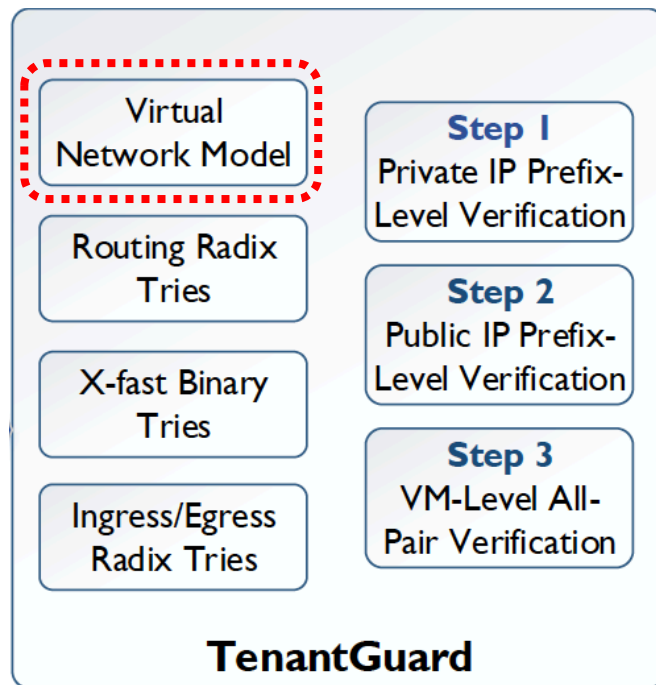 Virtual
Network Model
Routing Radix
Tries
X-fast Binary
Tries
Ingress/Egress
Radix Tries
Step 1
Private IP Prefix-
Level Verification
Step 2
Public IP Prefix-
Level Verification
Step 3
VM-Level All-
Pair Verification
TenantGuard